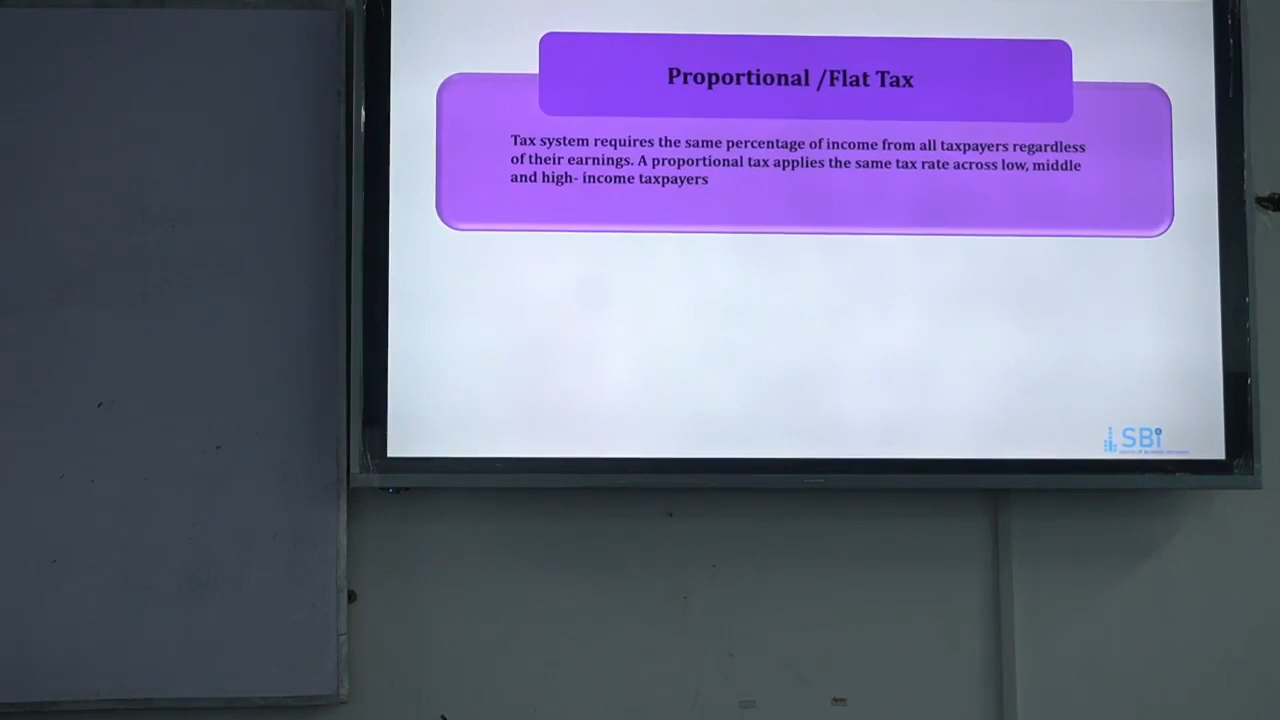 Proportional /Flat Tax
Tax system requires the same percentage of income from all taxpayers regardless
of their earnings. A proportional tax applies the same tax rate across low, middle
and high- income taxpayers
SBi